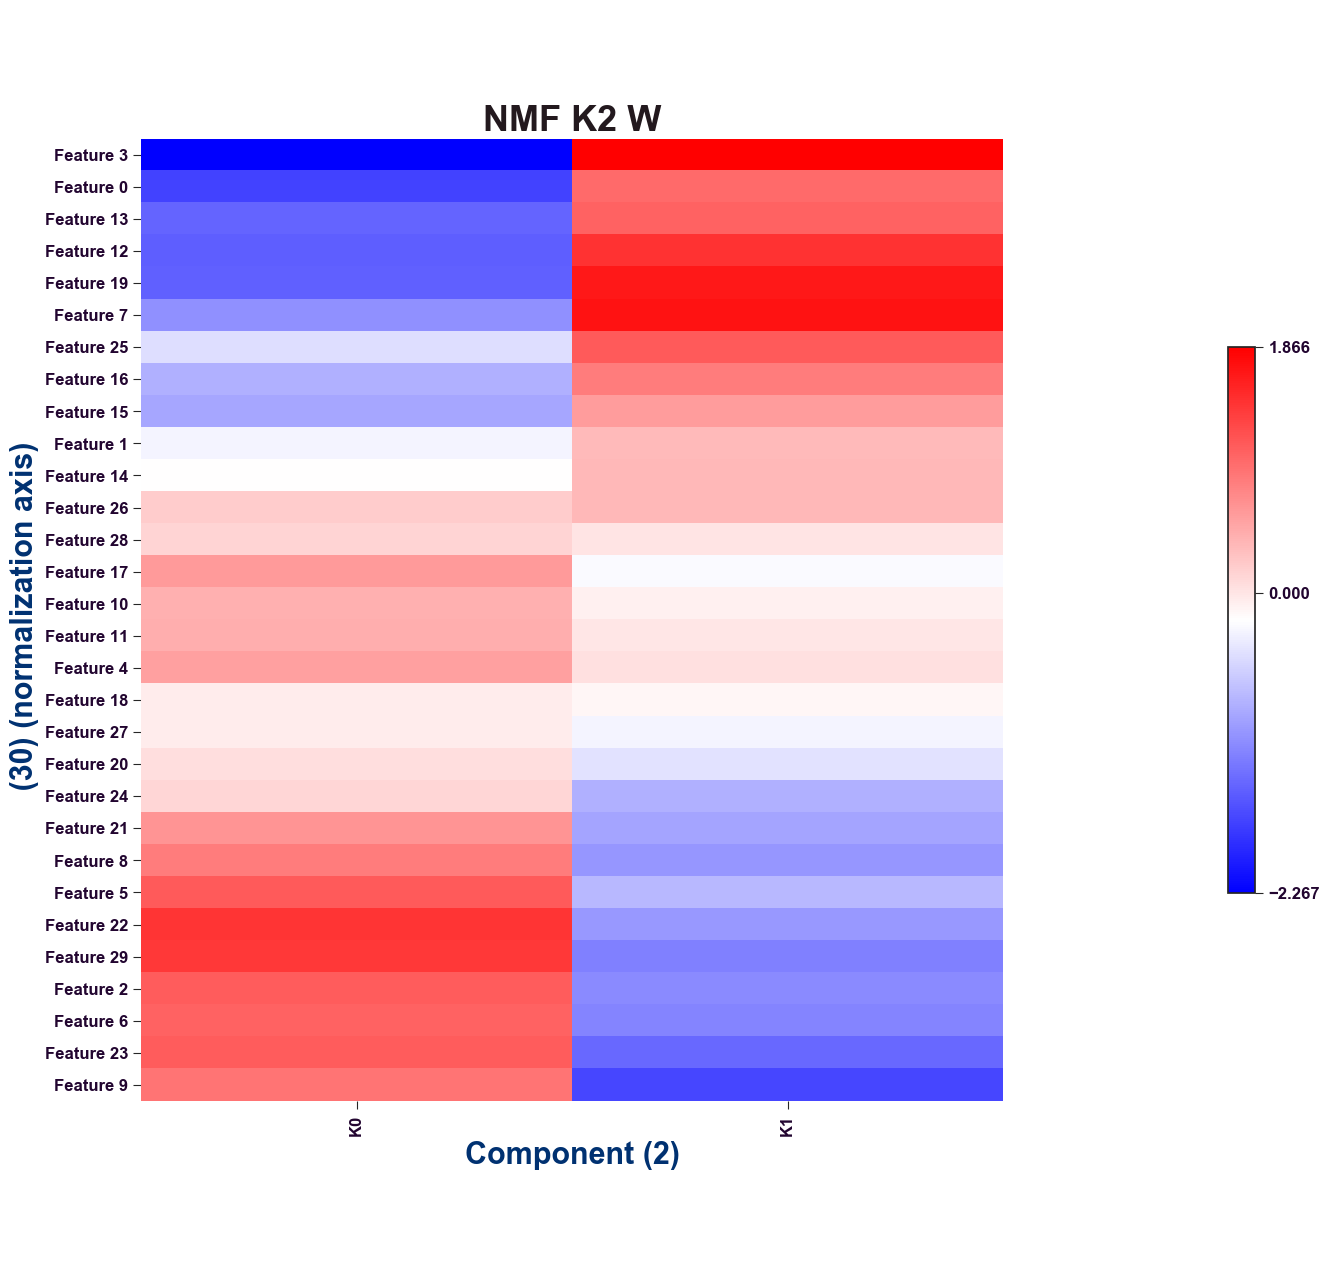 NMF K2 W
Feature 3
Feature 0
Feature 13
Feature 12
Feature 19
Feature 7
Feature 25
Feature 16
Feature 15
Feature 1
Feature 14
Feature 26
Feature 28
Feature 17
Feature 10
Feature 11
Feature 4
Feature 18
Feature 27
Feature 20
Feature 24
Feature 21
Feature 8
Feature 5
Feature 22
Feature 29
Feature 2
Feature 6
Feature 23
Feature 9
(30) (normalization axis)
K0
K1
Component (2)
1.866
0.000
−2.267